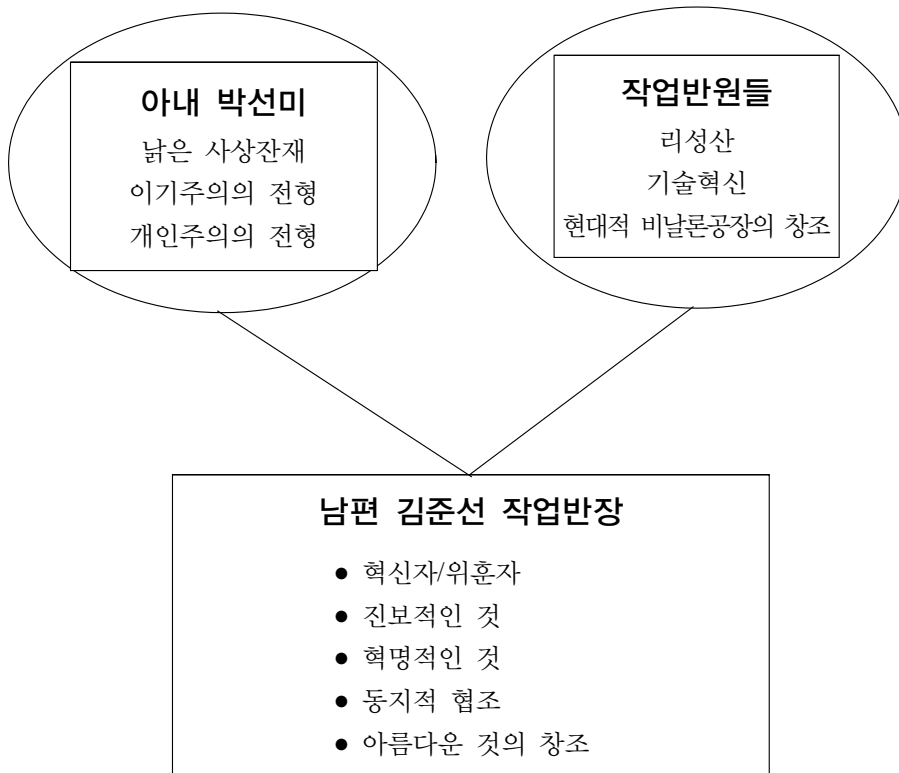 아내 박선미
낡은 사상잔재
이기주의의 전형
개인주의의 전형
작업반원들
리성산
기술혁신
현대적 비날론공장의 창조
남편 김준선 작업반장
● 혁신자/위훈자
● 진보적인 것
● 혁명적인 것
● 동지적 협조
● 아름다운 것의 창조